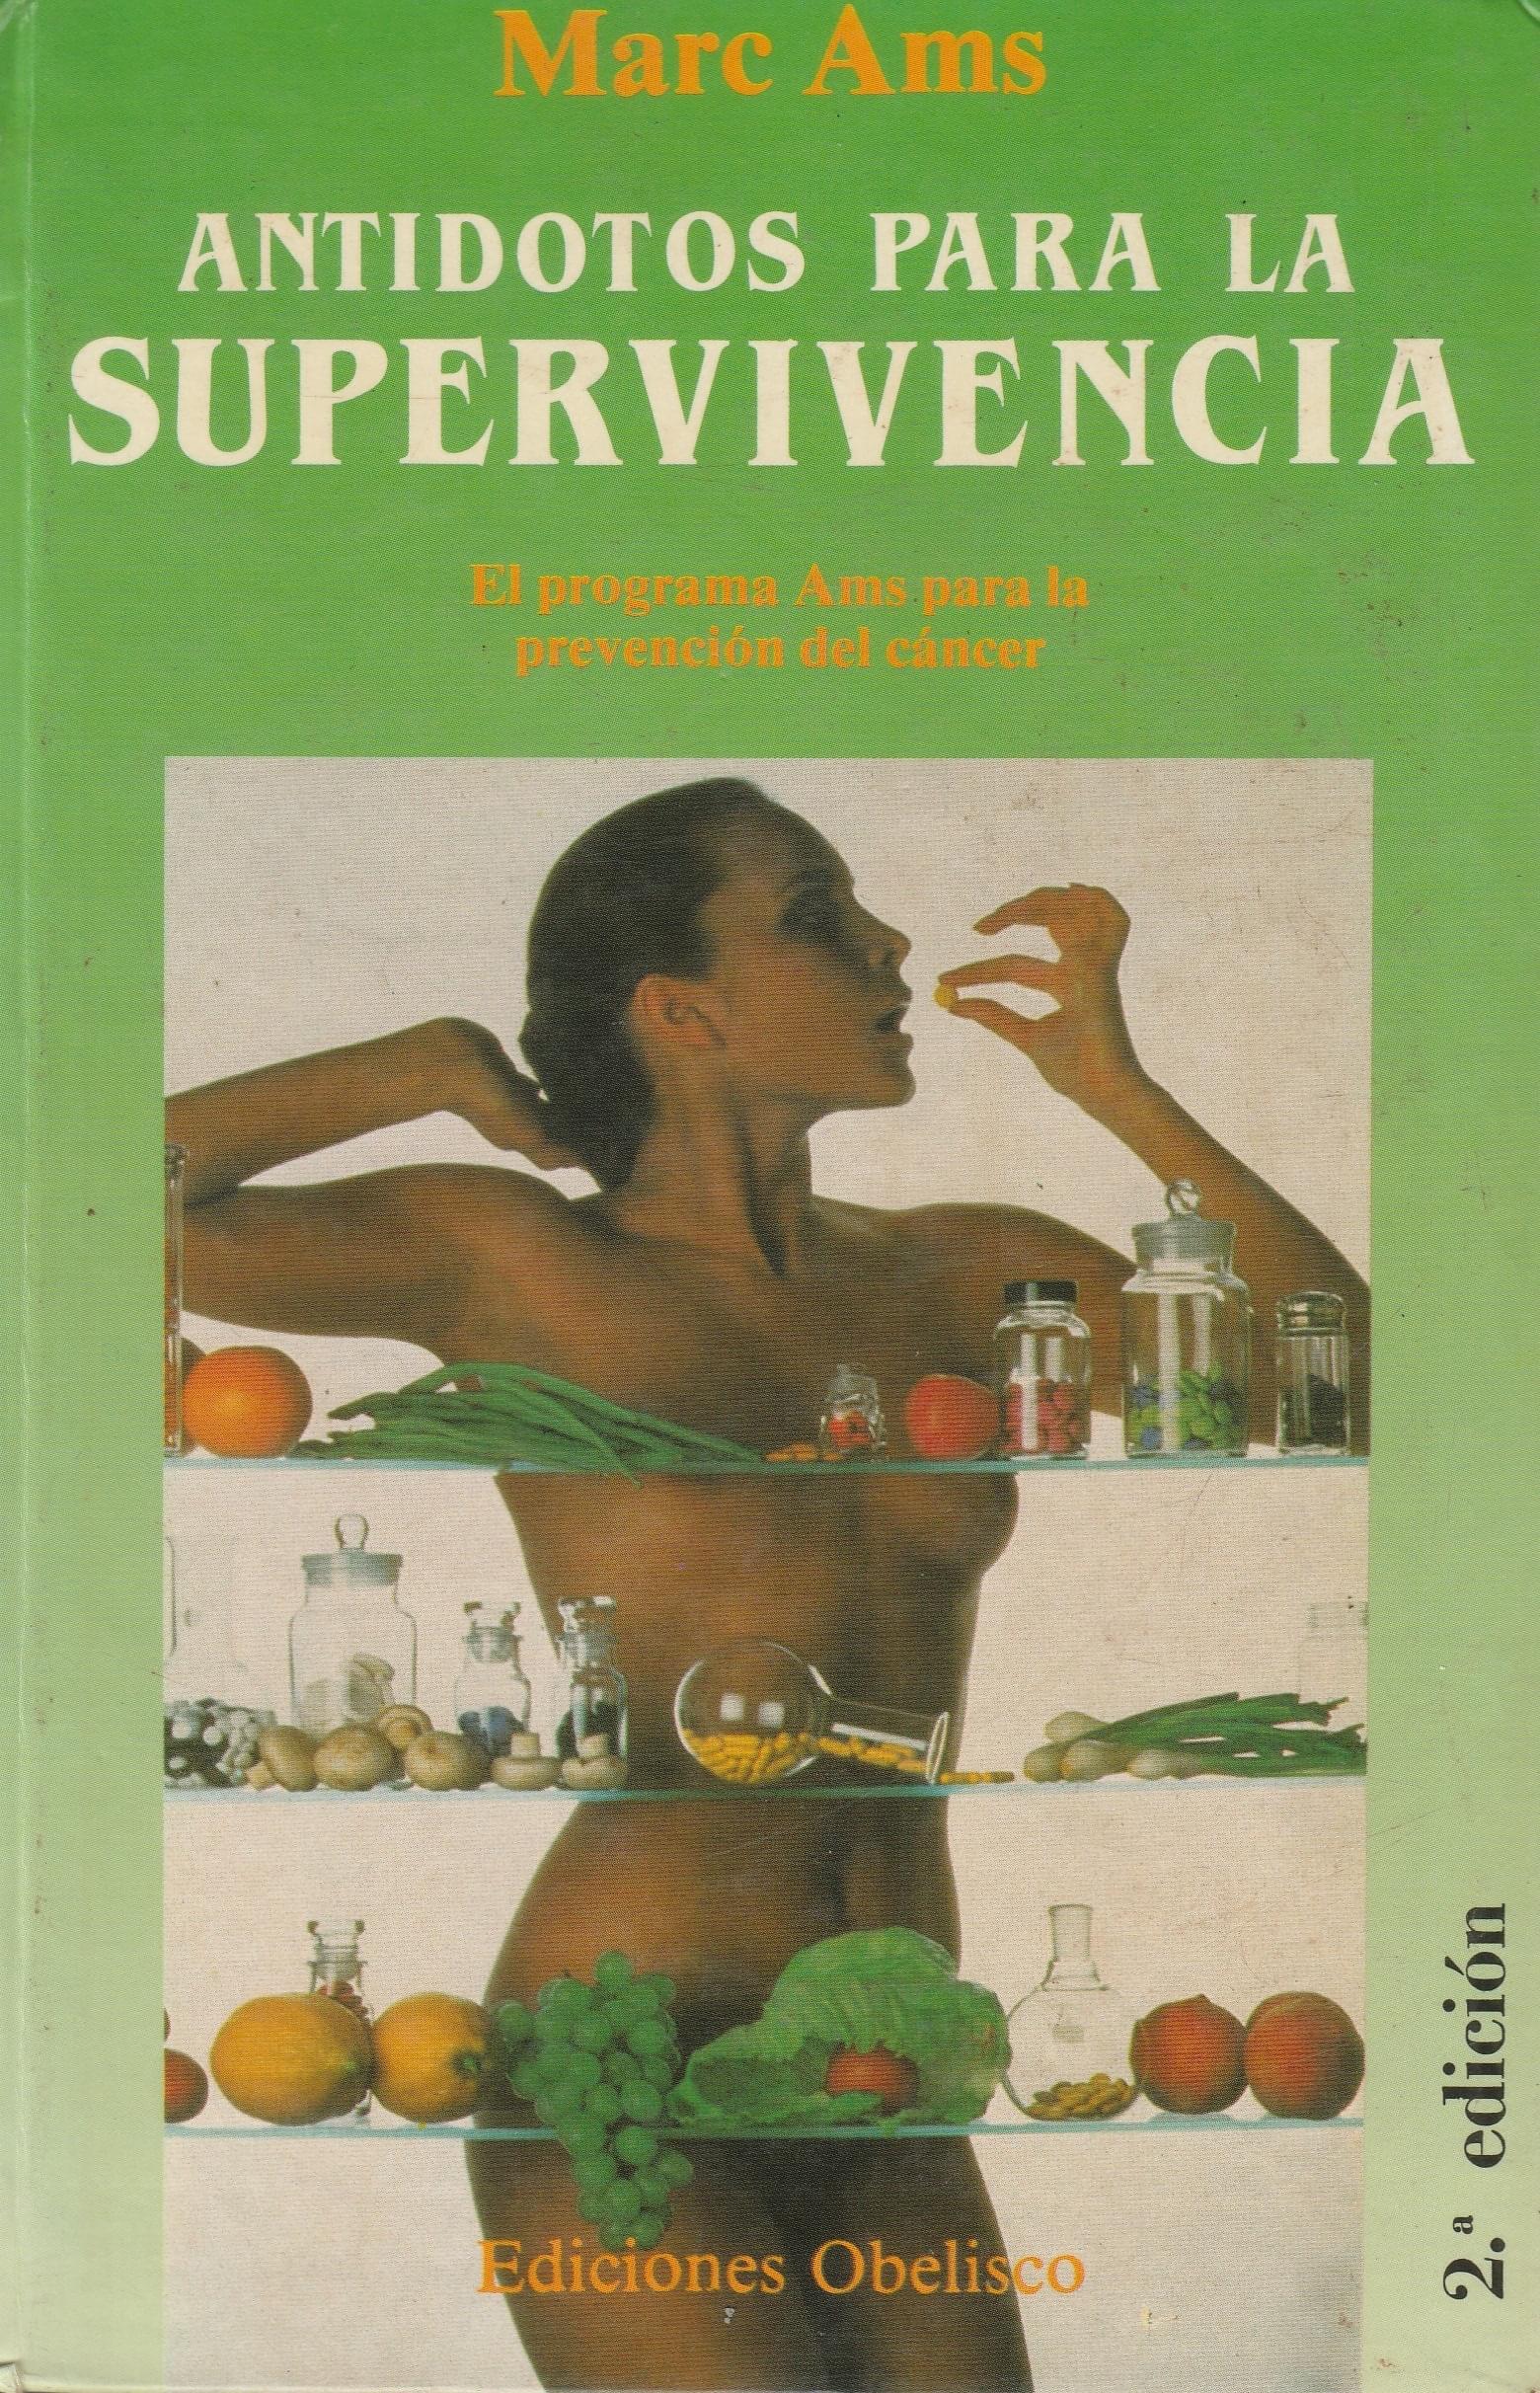 Marc Ams
ANTIDOTOS PARA LA
SUPERVIVENCIA
El programa Ams para la
prevención del cáncer
Ediciones Obelisco
2.ª edición